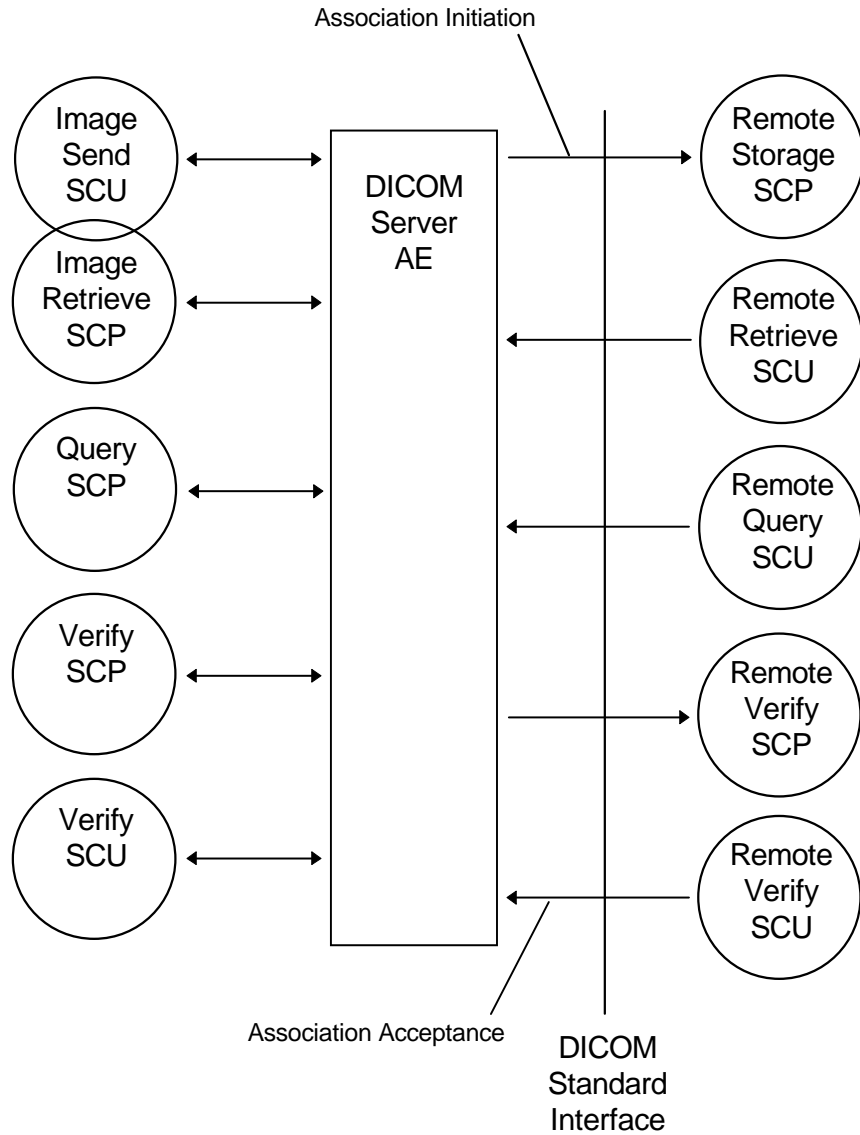 Association Initiation
Image
Send
SCU
Image
Retrieve
SCP
Query
SCP
Verify
SCP
Verify
SCU
DICOM
Server
AE
Remote
Storage
SCP
Remote
Retrieve
SCU
Remote
Query
SCU
Remote
Verify
SCP
Remote
Verify
SCU
Association Acceptance
DICOM
Standard
Interface